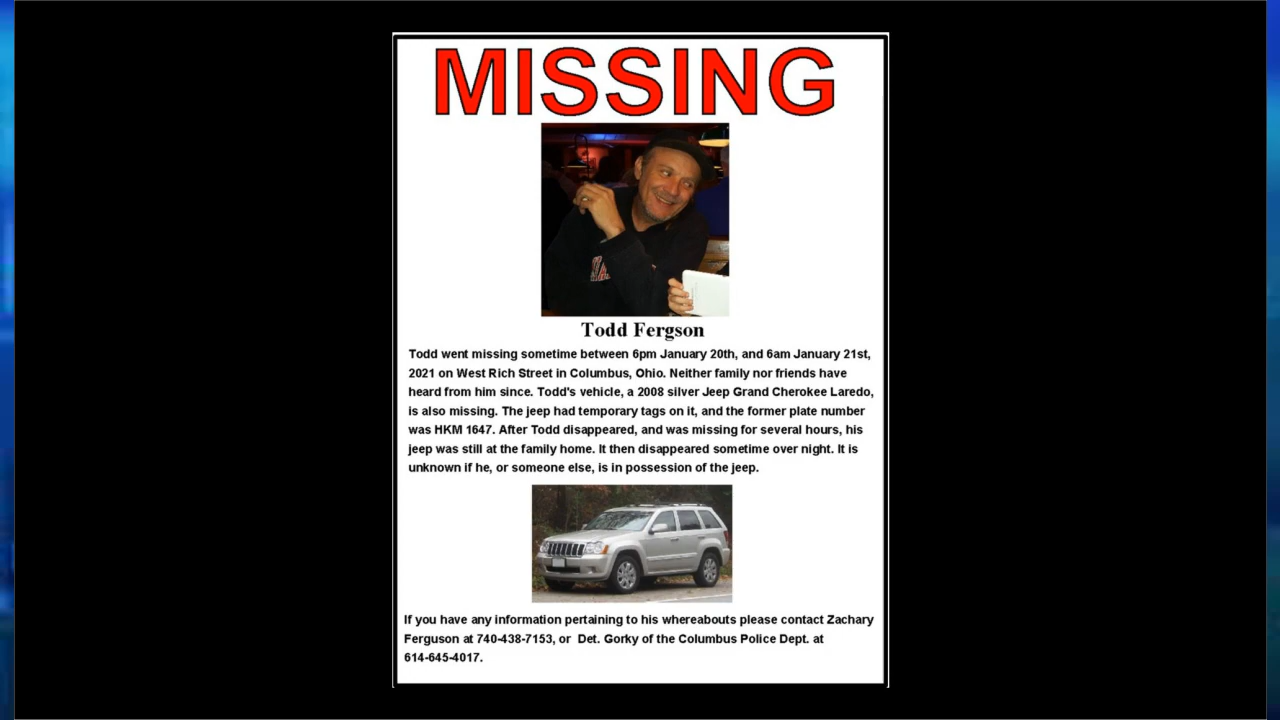 MISSING
Todd Fergson
Todd went missing sometime between 6pm January 20th, and 6am January 21st,
2021 on West Rich Street in Columbus, Ohio. Neither family nor friends have
heard from him since. Todd's vehicle, a 2008 silver Jeep Grand Cherokee Laredo,
is also missing. The jeep had temporary tags on it, and the former plate number
was HKM 1647. After Todd disappeared, and was missing for several hours, his
jeep was still at the family home. It then disappeared sometime over night. It is
unknown if he, or someone else, is in possession of the jeep.
If you have any information pertaining to his whereabouts please contact Zachary
Ferguson at 740-438-7153, or Det. Gorky of the Columbus Police Dept. at
614-645-4017.